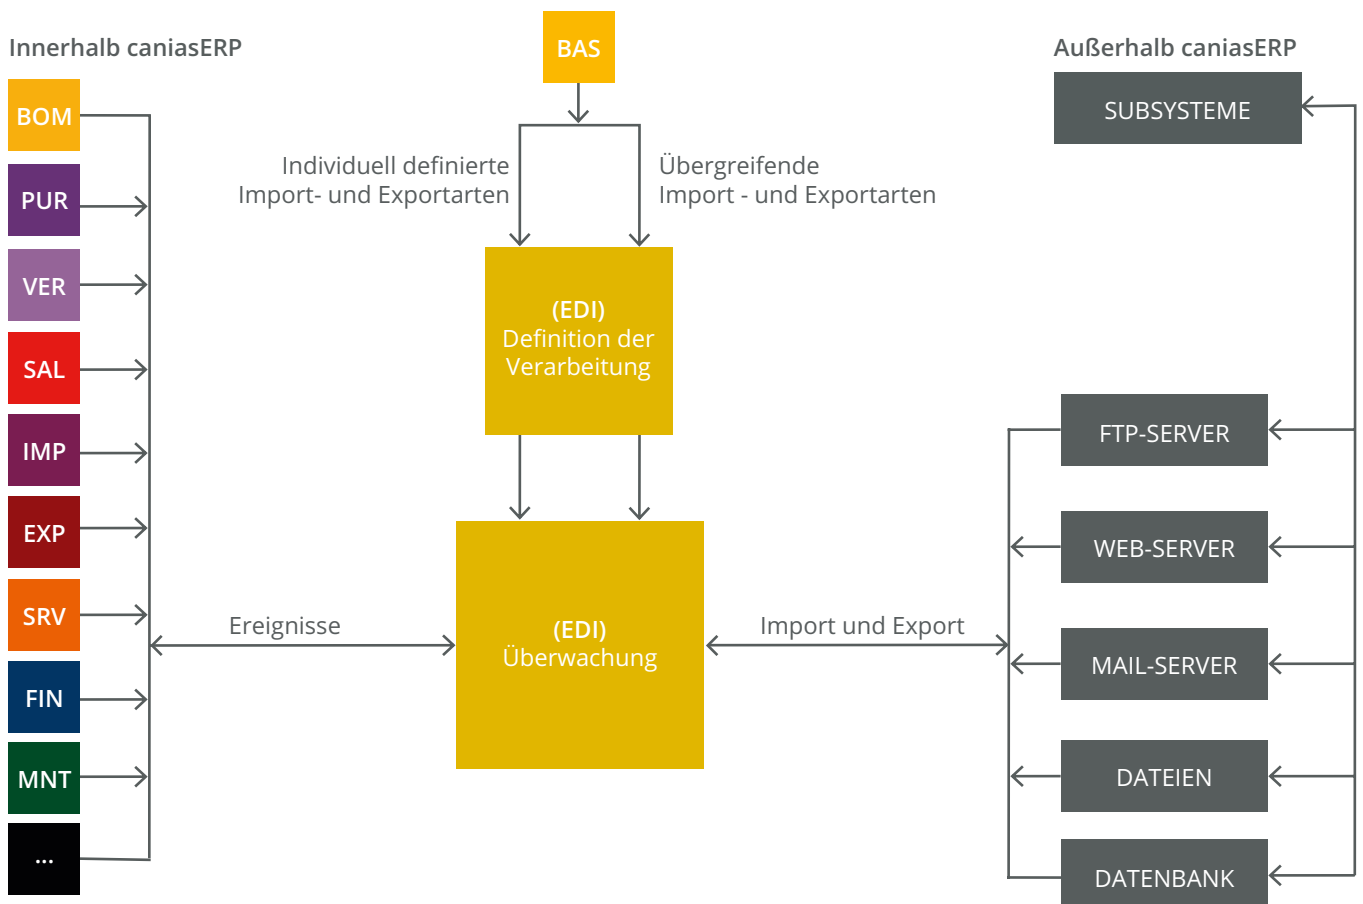 Innerhalb caniasERP
BOM
PUR
VER
SAL
IMP
EXP
SRV
FIN
MNT
...
BAS
Individuell definierte
Import- und Exportarten
Übergreifende
Import - und Exportarten
(EDI)
Definition der
Verarbeitung
Ereignisse
(EDI)
Überwachung
Import und Export
Außerhalb caniasERP
SUBSYSTEME
FTP-SERVER
WEB-SERVER
MAIL-SERVER
DATEIEN
DATENBANK